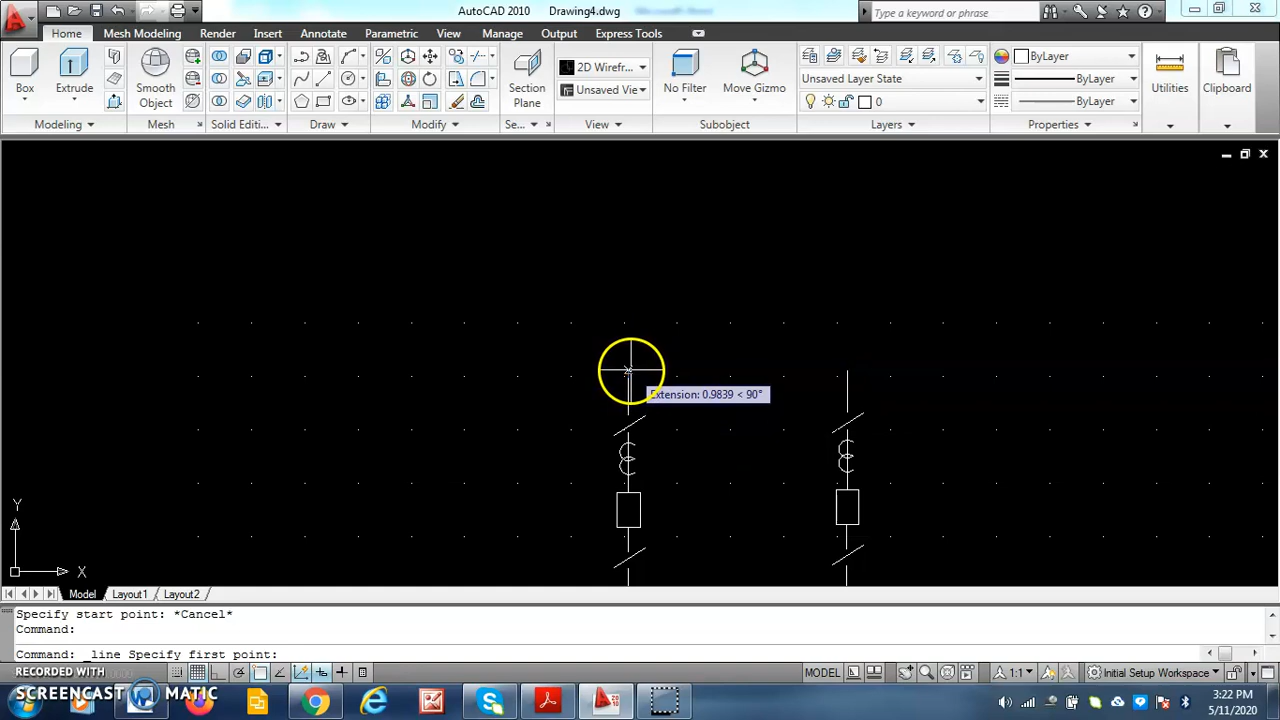 AutoCAD 2010 Drawing4.dwg
Type a keyword or phrase
Home Mesh Modeling Render Insert Annotate Parametric View Manage Output Express Tools
Box Extrude Smooth Object Section Plane 2D Wirefr... Unsaved Vie No Filter Move Gizmo Unsaved Layer State 0 ByLayer ByLayer ByLayer Utilities Clipboard
Modeling Mesh Solid Edit... Draw Modify Se... View Subobject Layers Properties
Extension: 0.9839 < 90°
Y
X
Model Layout1 Layout2
Specify start point: *Cancel*
Command:
Command: _line Specify first point:
RECORDED WITH
SCREENCAST MATIC
MODEL 1:1 Initial Setup Workspace
3:22 PM
5/11/2020